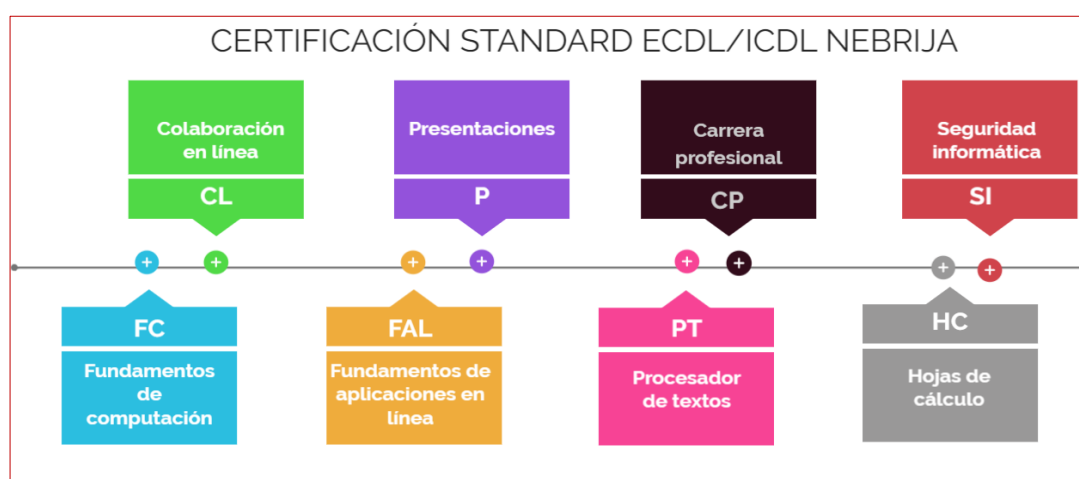 CERTIFICACIÓN STANDARD ECDL/ICDL NEBRIJA
Colaboración
en línea
CL
Presentaciones
P
Carrera
profesional
CP
Seguridad
informática
SI
FC
Fundamentos
de
computación
FAL
Fundamentos de
aplicaciones en
línea
PT
Procesador
de textos
HC
Hojas de
cálculo